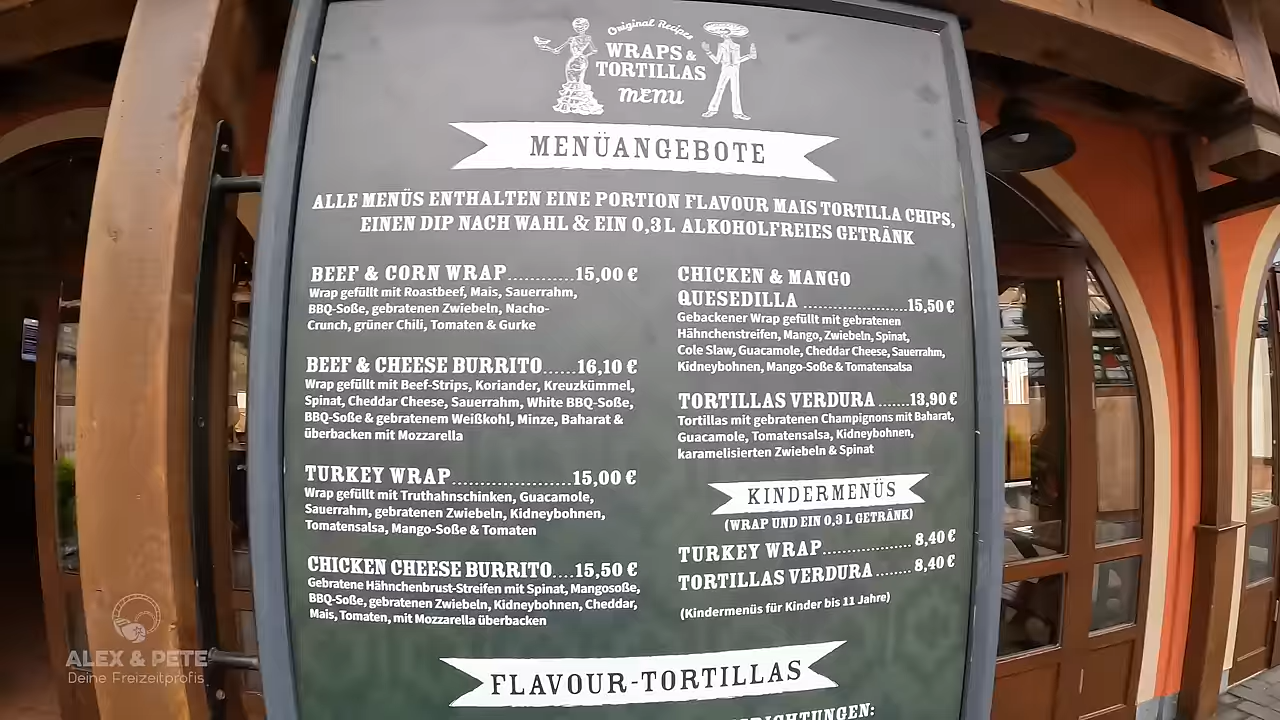 Original Recipes
WRAPS &
TORTILLAS
MENU
MENÜANGEBOTE
ALLE MENÜS ENTHALTEN EINE PORTION FLAVOUR MAIS TORTILLA CHIPS,
EINEN DIP NACH WAHL & EIN 0,3 L ALKOHOLFREIES GETRÄNK
BEEF & CORN WRAP............15,00 €
Wrap gefüllt mit Roastbeef, Mais, Sauerrahm,
BBQ-Soße, gebratenen Zwiebeln, Nacho-
Crunch, grüner Chili, Tomaten & Gurke
BEEF & CHEESE BURRITO......16,10 €
Wrap gefüllt mit Beef-Strips, Koriander, Kreuzkümmel,
Spinat, Cheddar Cheese, Sauerrahm, White BBQ-Soße,
BBQ-Soße & gebratenem Weißkohl, Minze, Baharat &
überbacken mit Mozzarella
TURKEY WRAP.....................15,00 €
Wrap gefüllt mit Truthahnschinken, Guacamole,
Sauerrahm, gebratenen Zwiebeln, Kidneybohnen,
Tomatensalsa, Mango-Soße & Tomaten
CHICKEN CHEESE BURRITO....15,50 €
Gebratene Hähnchenbrust-Streifen mit Spinat, Mangosoße,
BBQ-Soße, gebratenen Zwiebeln, Kidneybohnen, Cheddar,
Mais, Tomaten, mit Mozzarella überbacken
CHICKEN & MANGO
QUESEDILLA ....................15,50 €
Gebackener Wrap gefüllt mit gebratenen
Hähnchenstreifen, Mango, Zwiebeln, Spinat,
Cole Slaw, Guacamole, Cheddar Cheese, Sauerrahm,
Kidneybohnen, Mango-Soße & Tomatensalsa
TORTILLAS VERDURA .......13,90 €
Tortillas mit gebratenen Champignons mit Baharat,
Guacamole, Tomatensalsa, Kidneybohnen,
karamelisierten Zwiebeln & Spinat
KINDERMENÜS
(WRAP UND EIN 0,3 L GETRÄNK)
TURKEY WRAP.................. 8,40 €
TORTILLAS VERDURA ....... 8,40 €
(Kindermenüs für Kinder bis 11 Jahre)
FLAVOUR-TORTILLAS
ALEX & PETE
Deine Freizeitprofis